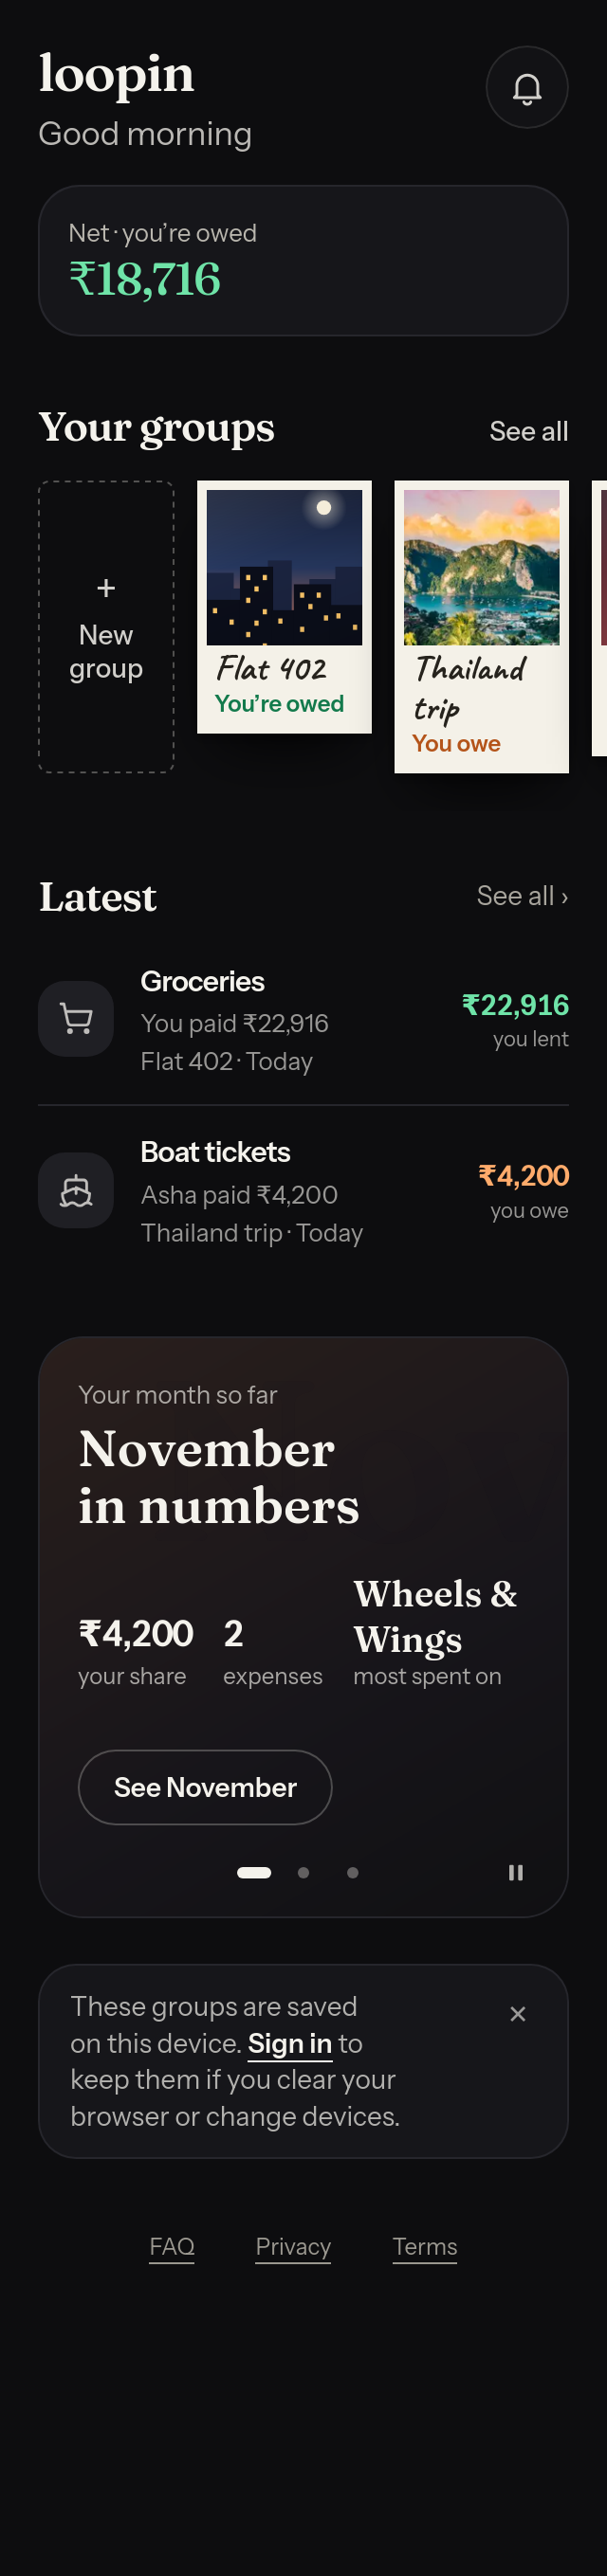 loopin
Good morning
Net · you’re owed
₹18,716
Your groups
See all
+
New
group
Flat 402
You’re owed
Thailand
trip
You owe
Latest
See all ›
Groceries
You paid ₹22,916
Flat 402 · Today
₹22,916
you lent
Boat tickets
Asha paid ₹4,200
Thailand trip · Today
₹4,200
you owe
Your month so far
November
in numbers
₹4,200
your share
2
expenses
Wheels &
Wings
most spent on
See November
These groups are saved
on this device. Sign in to
keep them if you clear your
browser or change devices.
FAQ
Privacy
Terms